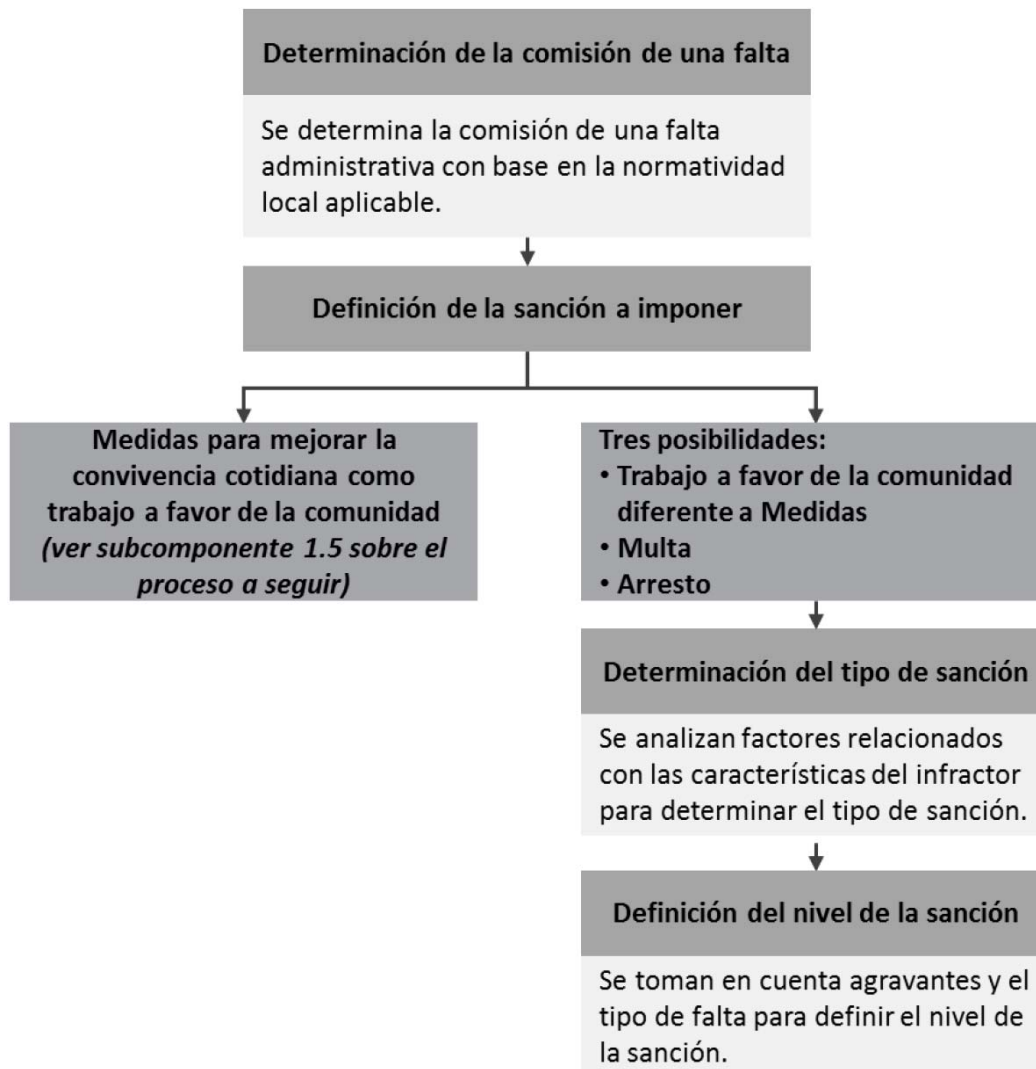 Determinación de la comisión de una falta
Se determina la comisión de una falta
administrativa con base en la normatividad
local aplicable.
Definición de la sanción a imponer
Medidas para mejorar la
convivencia cotidiana como
trabajo a favor de la comunidad
(ver subcomponente 1.5 sobre el
proceso a seguir)
Tres posibilidades:
• Trabajo a favor de la comunidad
diferente a Medidas
• Multa
• Arresto
Determinación del tipo de sanción
Se analizan factores relacionados
con las características del infractor
para determinar el tipo de sanción.
Definición del nivel de la sanción
Se toman en cuenta agravantes y el
tipo de falta para definir el nivel de
la sanción.